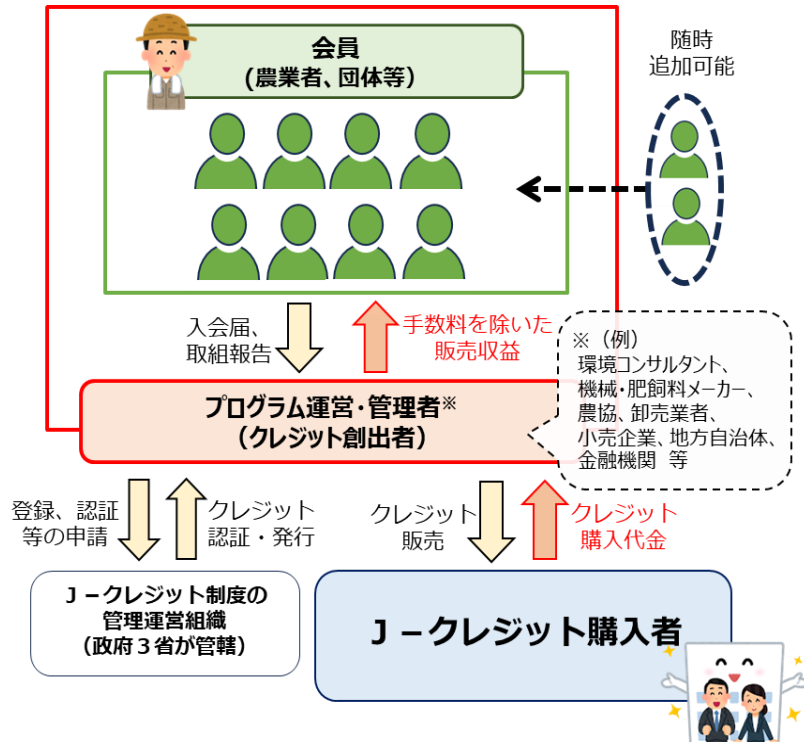 会員
(農業者、団体等)
随時
追加可能
入会届、
取組報告
手数料を除いた
販売収益
※（例）
環境コンサルタント、
機械・肥飼料メーカー、
農協、卸売業者、
小売企業、地方自治体、
金融機関 等
プログラム運営・管理者※
（クレジット創出者）
登録、認証
等の申請
クレジット
認証・発行
クレジット
販売
クレジット
購入代金
Ｊ－クレジット制度の
管理運営組織
（政府３省が管轄）
Ｊ－クレジット購入者